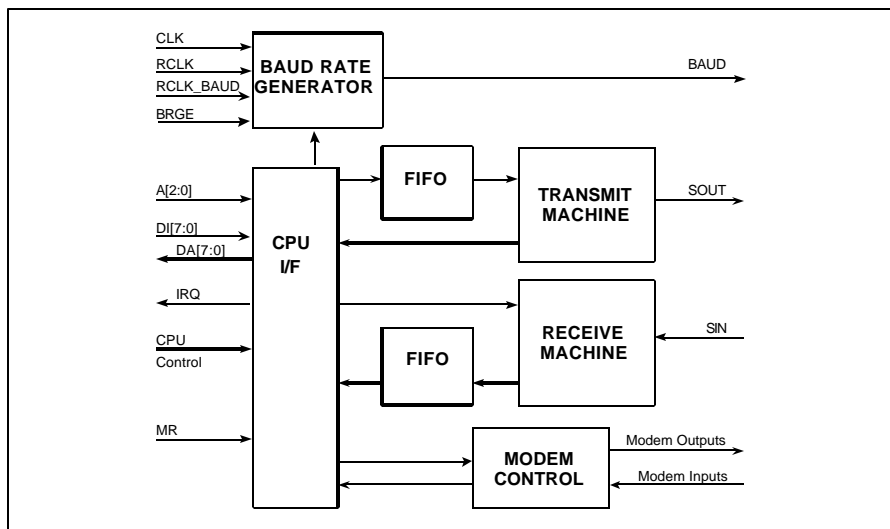 CLK
RCLK
RCLK_BAUD
BRGE
BAUD RATE
GENERATOR
BAUD
A[2:0]
DI[7:0]
DA[7:0]
IRQ
CPU
Control
MR
CPU
I/F
FIFO
TRANSMIT
MACHINE
SOUT
RECEIVE
MACHINE
SIN
FIFO
MODEM
CONTROL
Modem Outputs
Modem Inputs